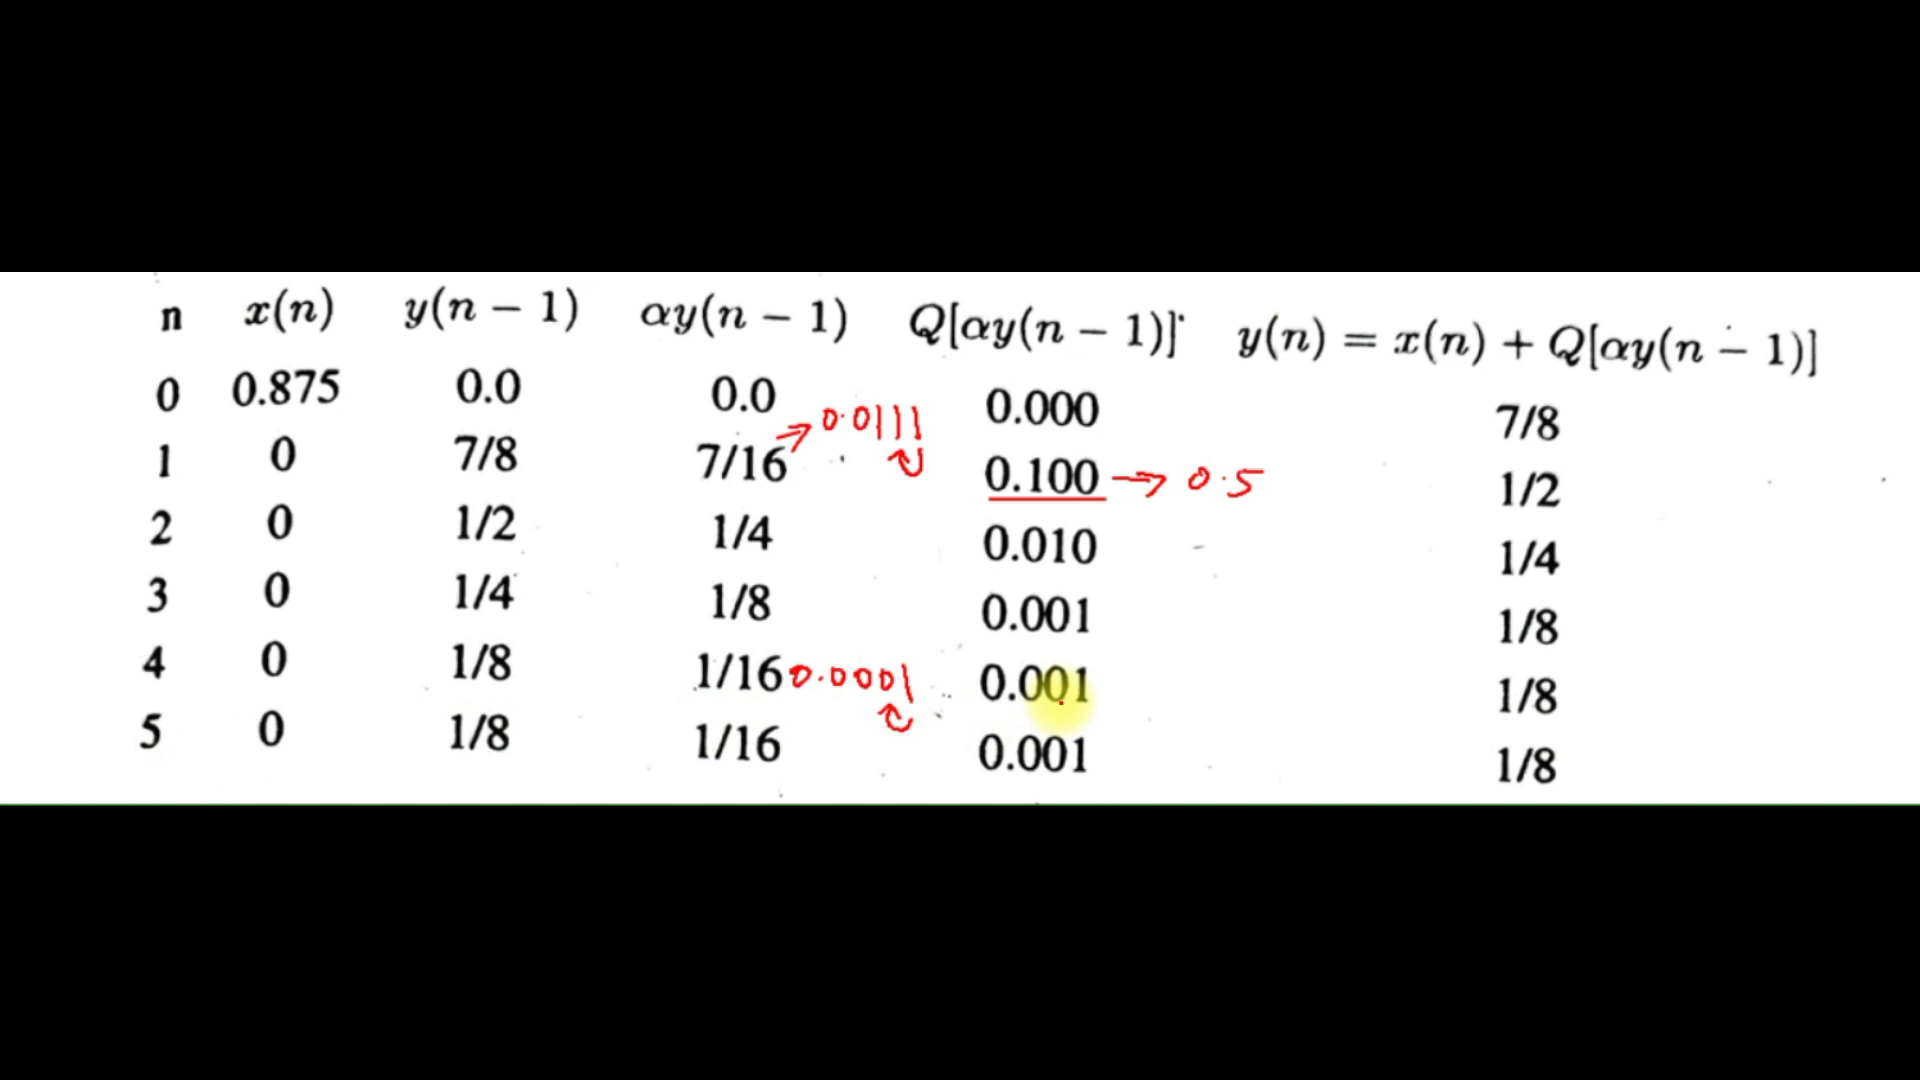 n x(n) y(n − 1) αy(n − 1) Q[αy(n − 1)] y(n) = x(n) + Q[αy(n − 1)]
0 0.875 0.0 0.0 0.000 7/8
0.0111
1 0 7/8 7/16 0.100 → 0.5 1/2
2 0 1/2 1/4 0.010 1/4
3 0 1/4 1/8 0.001 1/8
4 0 1/8 1/16 0.0001 0.001 1/8
5 0 1/8 1/16 0.001 1/8